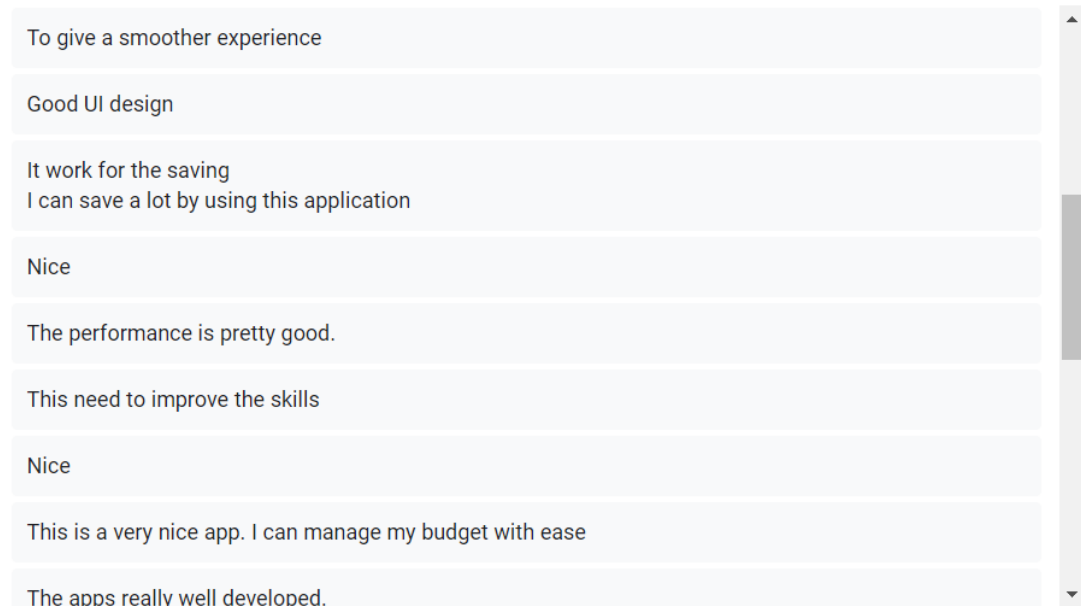 To give a smoother experience
Good UI design
It work for the saving
I can save a lot by using this application
Nice
The performance is pretty good.
This need to improve the skills
Nice
This is a very nice app. I can manage my budget with ease
The apps really well developed.